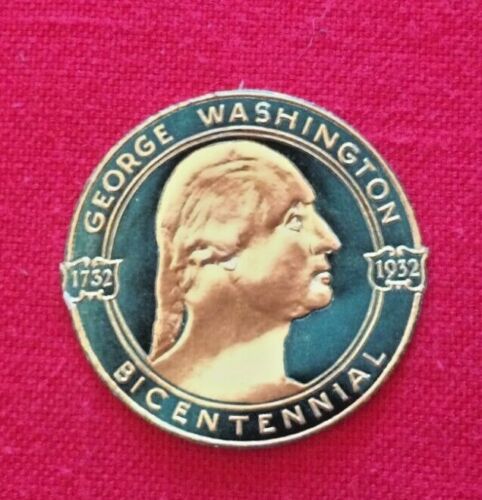 GEORGE WASHINGTON
1732
1932
BICENTENNIAL